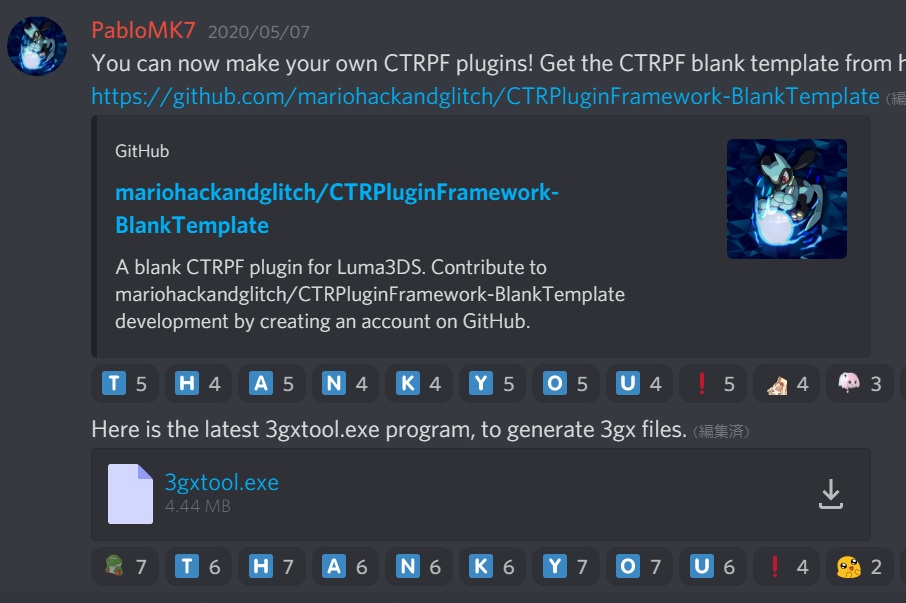 PabloMK7 2020/05/07
You can now make your own CTRPF plugins! Get the CTRPF blank template from h
https://github.com/mariohackandglitch/CTRPluginFramework-BlankTemplate (編
GitHub
mariohackandglitch/CTRPluginFramework-
BlankTemplate
A blank CTRPF plugin for Luma3DS. Contribute to
mariohackandglitch/CTRPluginFramework-BlankTemplate
development by creating an account on GitHub.
T 5 H 4 A 5 N 4 K 4 Y 5 O 5 U 4 ❗ 5 4 3
Here is the latest 3gxtool.exe program, to generate 3gx files. (編集済)
3gxtool.exe
4.44 MB
7 T 6 H 7 A 6 N 6 K 6 Y 7 O 7 U 6 ❗ 4 2